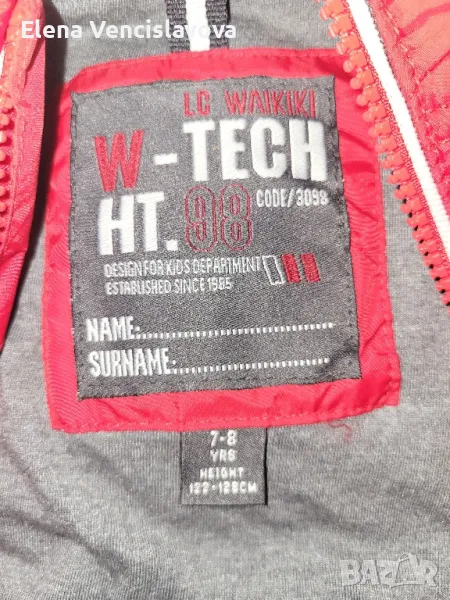 Elena Vencislavova
LC WAIKIKI
W-TECH
HT. 98 CODE/3098
DESIGN FOR KIDS DEPARTMENT
ESTABLISHED SINCE 1985
NAME:
SURNAME:
7-8
YRS
HEIGHT
122-128CM
BAZAR